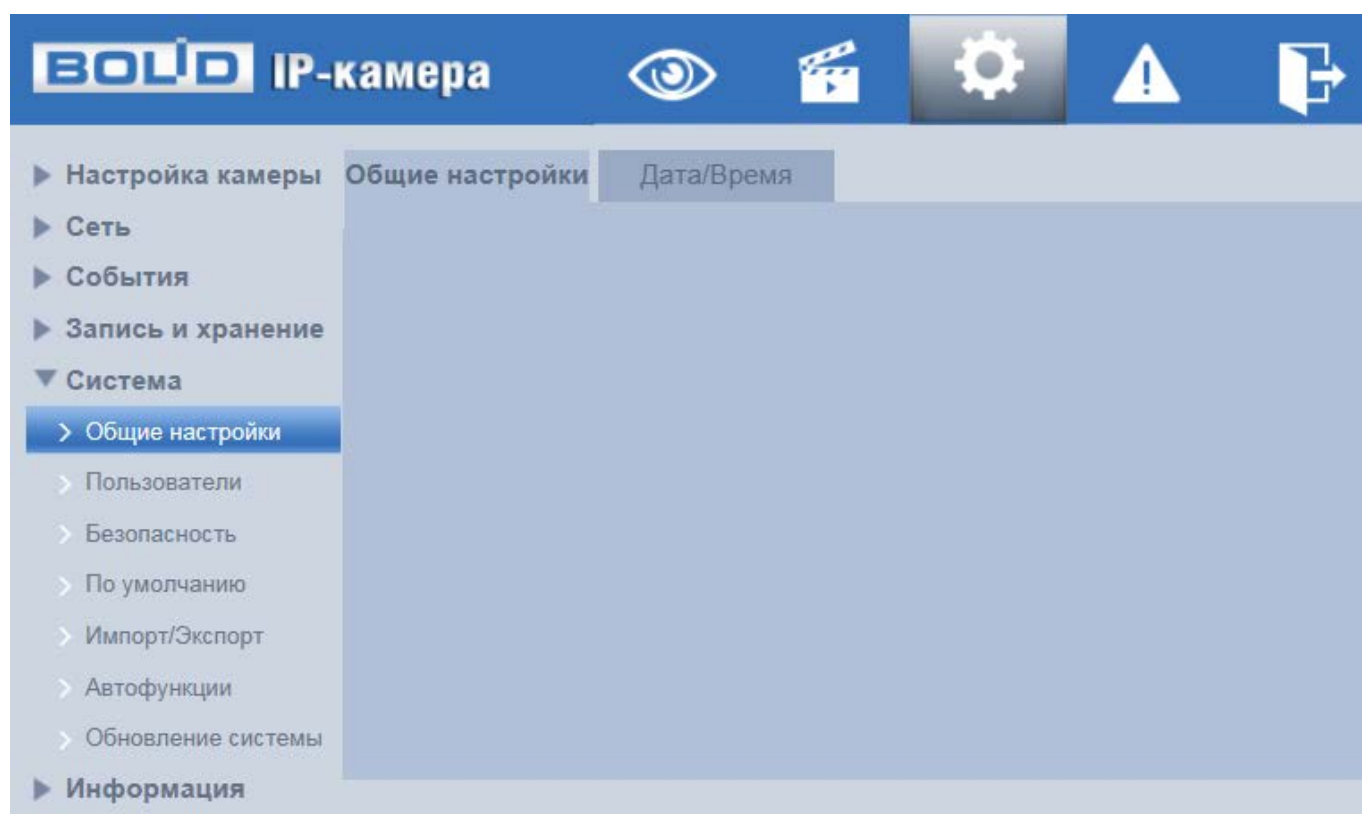 BOLID IP-камера
Настройка камеры
Общие настройки
Дата/Время
Сеть
События
Запись и хранение
Система
Общие настройки
Пользователи
Безопасность
По умолчанию
Импорт/Экспорт
Автофункции
Обновление системы
Информация